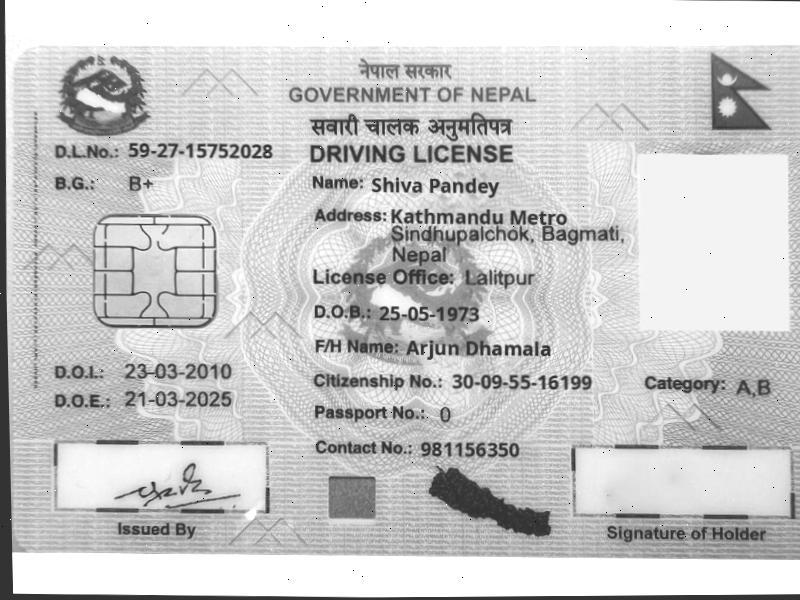 नेपाल सरकार
GOVERNMENT OF NEPAL
सवारी चालक अनुमतिपत्र
DRIVING LICENSE
D.L.No.: 59-27-15752028
B.G.: B+
Name: Shiva Pandey
Address: Kathmandu Metro
Sindhupalchok, Bagmati,
Nepal
License Office: Lalitpur
D.O.B.: 25-05-1973
F/H Name: Arjun Dhamala
D.O.I.: 23-03-2010
Citizenship No.: 30-09-55-16199
Category: A,B
D.O.E.: 21-03-2025
Passport No.: 0
Contact No.: 981156350
Issued By
Signature of Holder